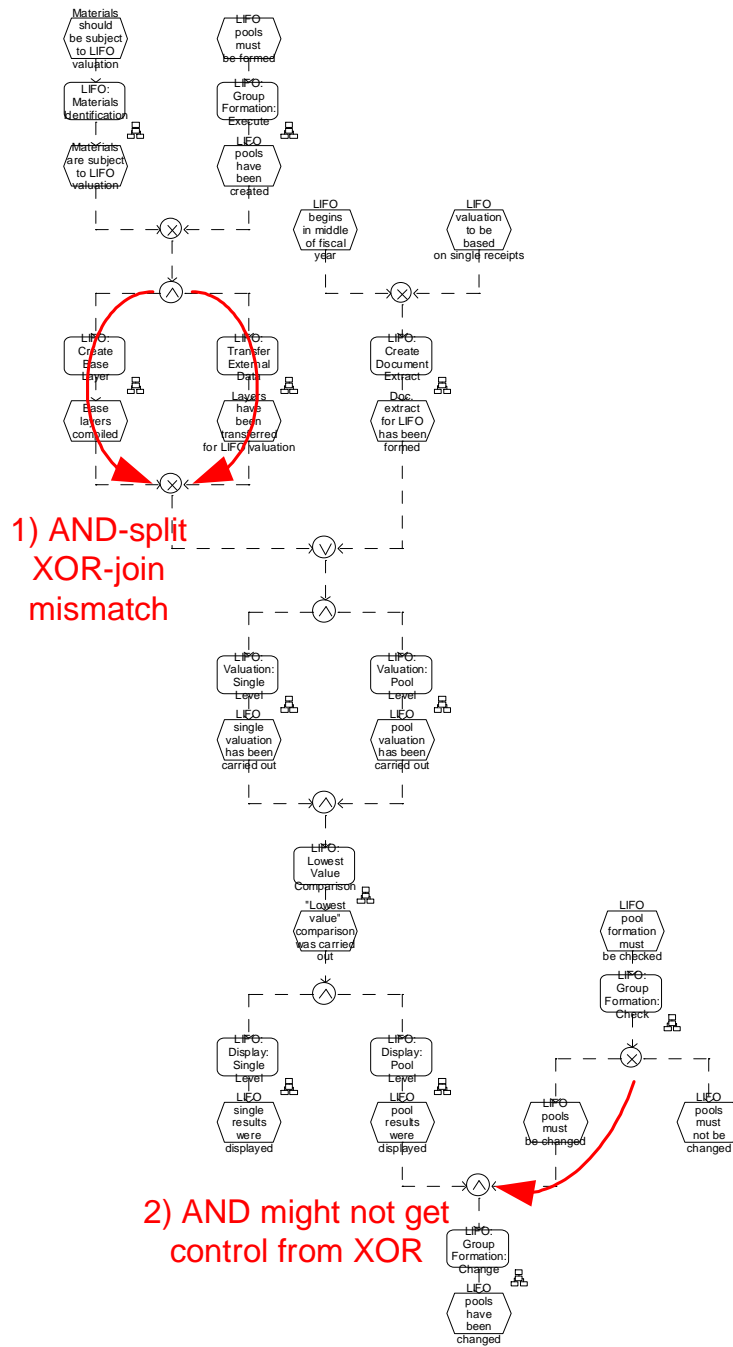 Materials
should
be subject
to LIFO
valuation
LIFO
pools
must
be formed
LIFO:
Materials
Identification
LIFO:
Group
Formation:
Execute
Materials
are subject
to LIFO
valuation
LIFO
pools
have
been
created
LIFO
begins
in middle
of fiscal
year
LIFO
valuation
to be
based
on single receipts
LIFO:
Create
Base
Layer
LIFO:
Transfer
External
Data
LIFO:
Create
Document
Extract
Base
layers
compiled
Layers
have
been
transferred
for LIFO valuation
Doc.
extract
for LIFO
has been
formed
1) AND-split
XOR-join
mismatch
LIFO:
Valuation:
Single
Level
LIFO:
Valuation:
Pool
Level
LIFO
single
valuation
has been
carried out
LIFO
pool
valuation
has been
carried out
LIFO:
Lowest
Value
Comparison
"Lowest
value"
comparison
was carried
out
LIFO
pool
formation
must
be checked
LIFO:
Group
Formation:
Check
LIFO:
Display:
Single
Level
LIFO:
Display:
Pool
Level
LIFO
single
results
were
displayed
LIFO
pool
results
were
displayed
LIFO
pools
must
be changed
LIFO
pools
must
not be
changed
2) AND might not get
control from XOR
LIFO:
Group
Formation:
Change
LIFO
pools
have
been
changed